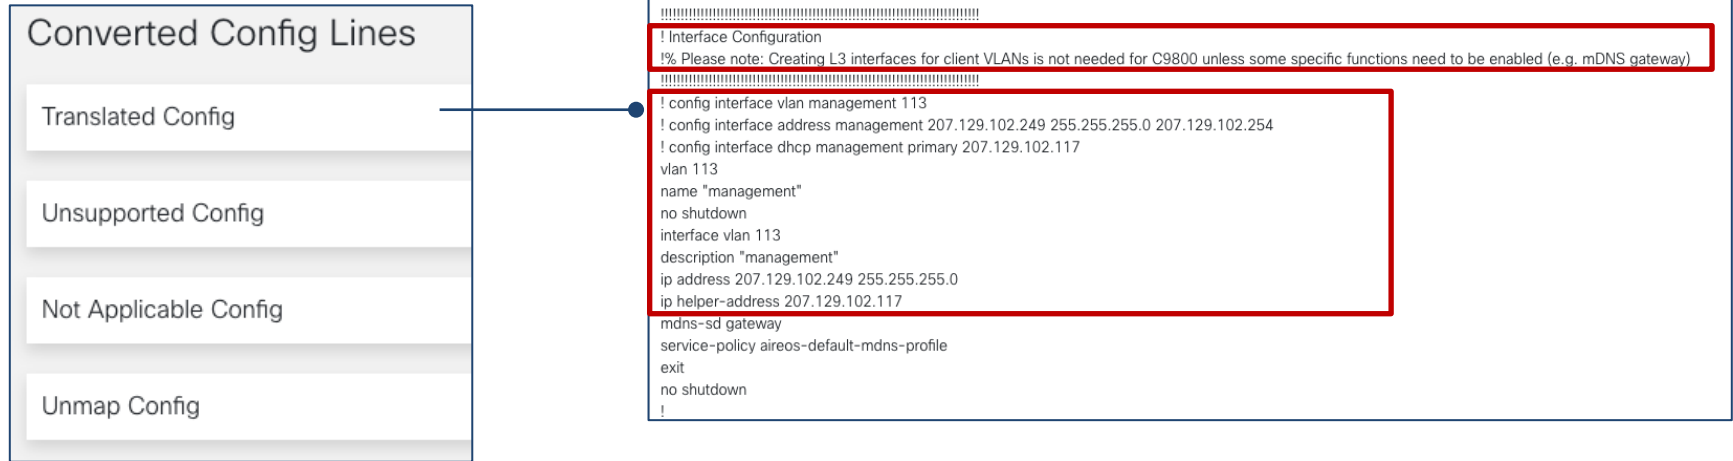 Converted Config Lines
Translated Config
Unsupported Config
Not Applicable Config
Unmap Config
!!!!!!!!!!!!!!!!!!!!!!!!!!!!!!!!!!!!!!!!!!!!!!!!!!!!!!!!!!!!!!!!!!!!!!!!!!!
! Interface Configuration
!% Please note: Creating L3 interfaces for client VLANs is not needed for C9800 unless some specific functions need to be enabled (e.g. mDNS gateway)
!!!!!!!!!!!!!!!!!!!!!!!!!!!!!!!!!!!!!!!!!!!!!!!!!!!!!!!!!!!!!!!!!!!!!!!!!!!
! config interface vlan management 113
! config interface address management 207.129.102.249 255.255.255.0 207.129.102.254
! config interface dhcp management primary 207.129.102.117
vlan 113
name "management"
no shutdown
interface vlan 113
description "management"
ip address 207.129.102.249 255.255.255.0
ip helper-address 207.129.102.117
mdns-sd gateway
service-policy aireos-default-mdns-profile
exit
no shutdown
!